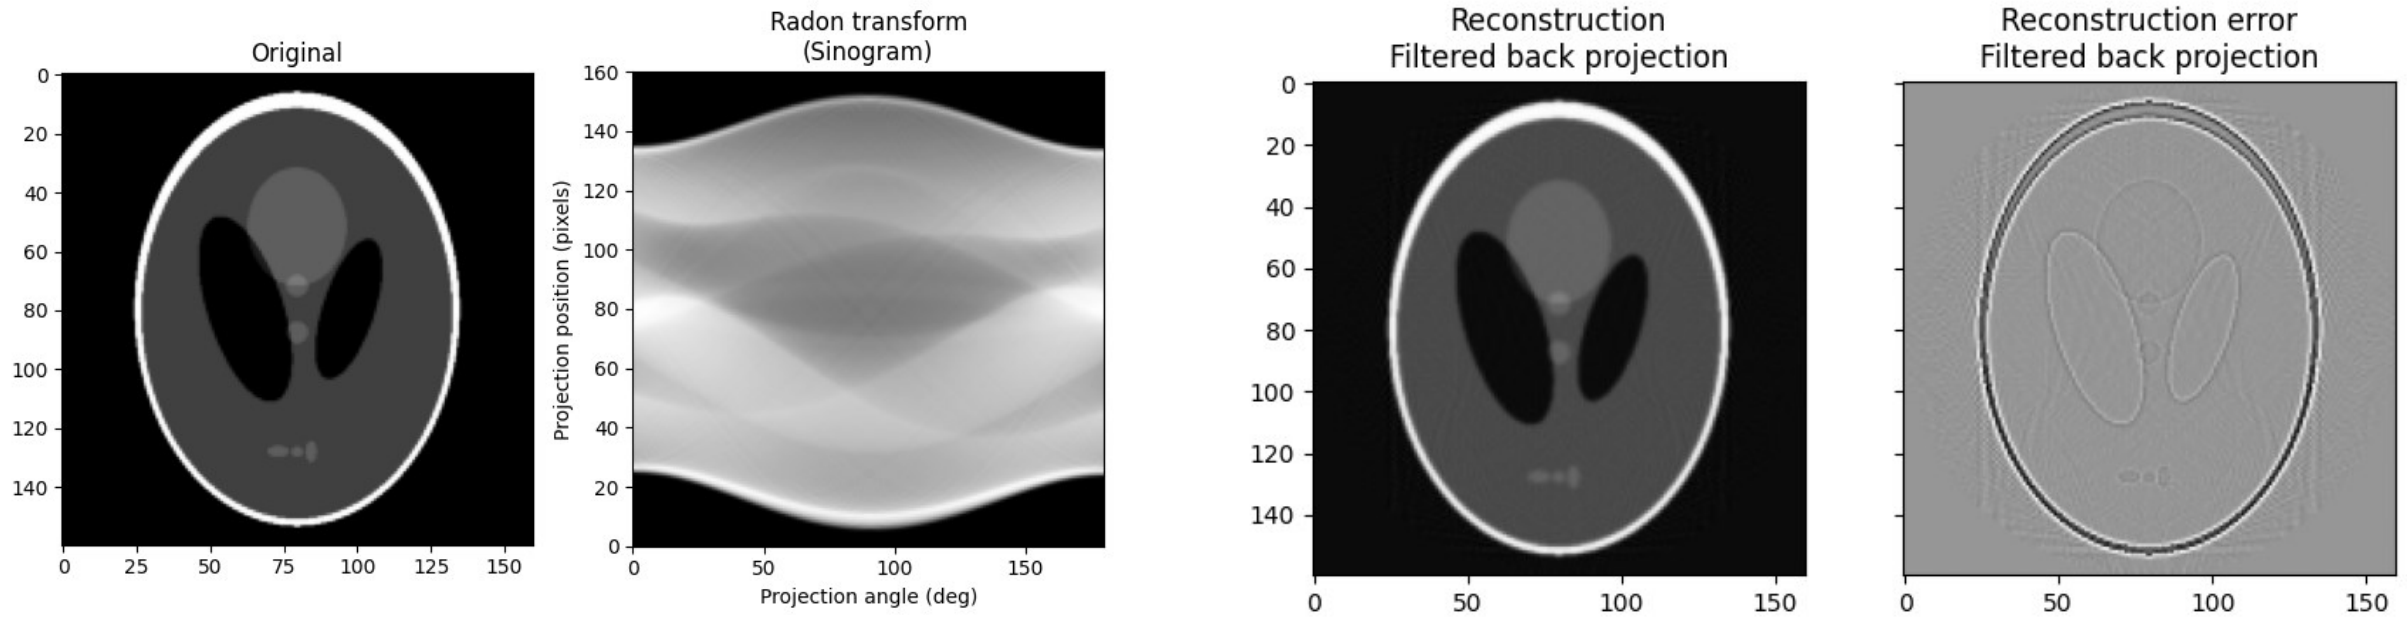 Original
0
20
40
60
80
100
120
140
0 25 50 75 100 125 150
Radon transform
(Sinogram)
Projection position (pixels)
160
140
120
100
80
60
40
20
0
0 50 100 150
Projection angle (deg)
Reconstruction
Filtered back projection
0
20
40
60
80
100
120
140
0 50 100 150
Reconstruction error
Filtered back projection
0 50 100 150